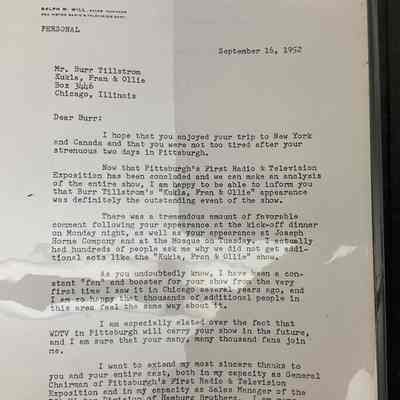 RALPH W. WILL,
PERSONAL
September 16, 1952
Mr. Burr Tillstrom
Kukla, Fran & Ollie
Box 3446
Chicago, Illinois
Dear Burr:
I hope that you enjoyed your trip to New York
and Canada and that you were not too tired after your
strenuous two days in Pittsburgh.
Now that Pittsburgh's First Radio & Television
Exposition has been concluded and we can make an analysis
of the entire show, I am happy to be able to inform you
that Burr Tillstrom's "Kukla, Fran & Ollie" appearance
was definitely the outstanding event of the show.
There was a tremendous amount of favorable
comment following your appearance at the kick-off dinner
on Monday night, as well as your appearance at Joseph
Horne Company and at the Mosque on Tuesday. I actually
had hundreds of people ask me why we did not get addi-
tional acts like the "Kukla, Fran & Ollie" show.
As you undoubtedly know, I have been a con-
stant "fan" and booster for your show from the very
first time I saw it in Chicago several years ago, and
I am so happy that thousands of additional people in
this area feel the same way about it.
I am especially elated over the fact that
WDTV in Pittsburgh will carry your show in the future,
and I am sure that your many, many thousand fans join
me.
I want to extend my most sincere thanks to
you and your entire cast, both in my capacity as General
Chairman of Pittsburgh's First Radio & Television
Exposition and in my capacity as Sales Manager of the
Division of Hamburg Brothers. I am